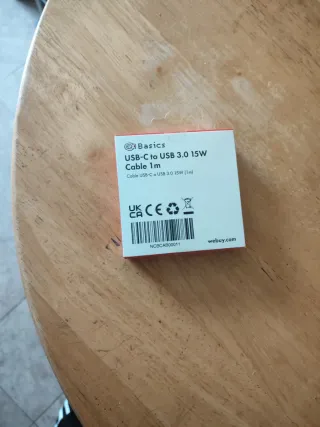 Basics
USB-C to USB 3.0 15W
Cable 1m
Cable USB-C a USB 3.0 15W (1m)
UK
CA CE
webuy.com